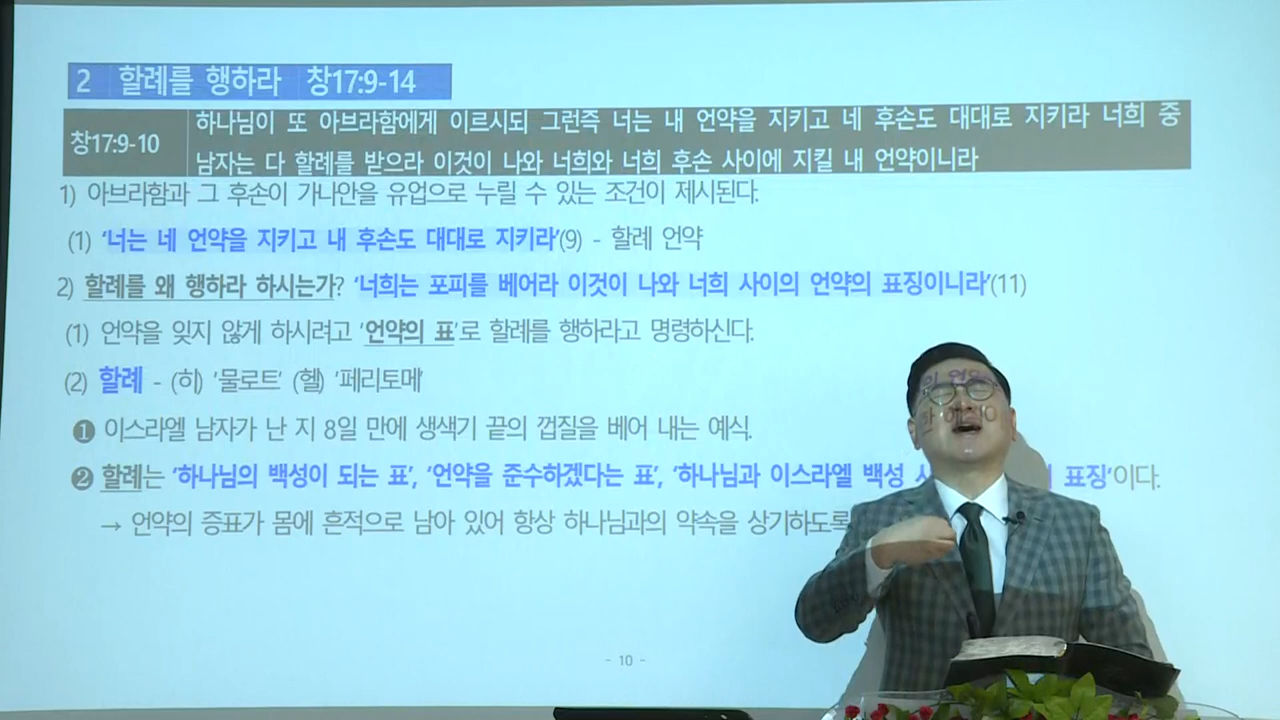 2 할례를 행하라 창17:9-14
창17:9-10 하나님이 또 아브라함에게 이르시되 그런즉 너는 내 언약을 지키고 네 후손도 대대로 지키라 너희 중
남자는 다 할례를 받으라 이것이 나와 너희와 너희 후손 사이에 지킬 내 언약이니라
1) 아브라함과 그 후손이 가나안을 유업으로 누릴 수 있는 조건이 제시된다.
(1) '너는 네 언약을 지키고 내 후손도 대대로 지키라'(9) - 할례 언약
2) 할례를 왜 행하라 하시는가? '너희는 포피를 베어라 이것이 나와 너희 사이의 언약의 표징이니라'(11)
(1) 언약을 잊지 않게 하시려고 '언약의 표'로 할례를 행하라고 명령하신다.
(2) 할례 - (히) '물로트' (헬) '페리토메'
❶ 이스라엘 남자가 난 지 8일 만에 생색기 끝의 껍질을 베어 내는 예식.
❷ 할례는 '하나님의 백성이 되는 표', '언약을 준수하겠다는 표', '하나님과 이스라엘 백성 표징'이다.
→ 언약의 증표가 몸에 흔적으로 남아 있어 항상 하나님과의 약속을 상기하도록
- 10 -